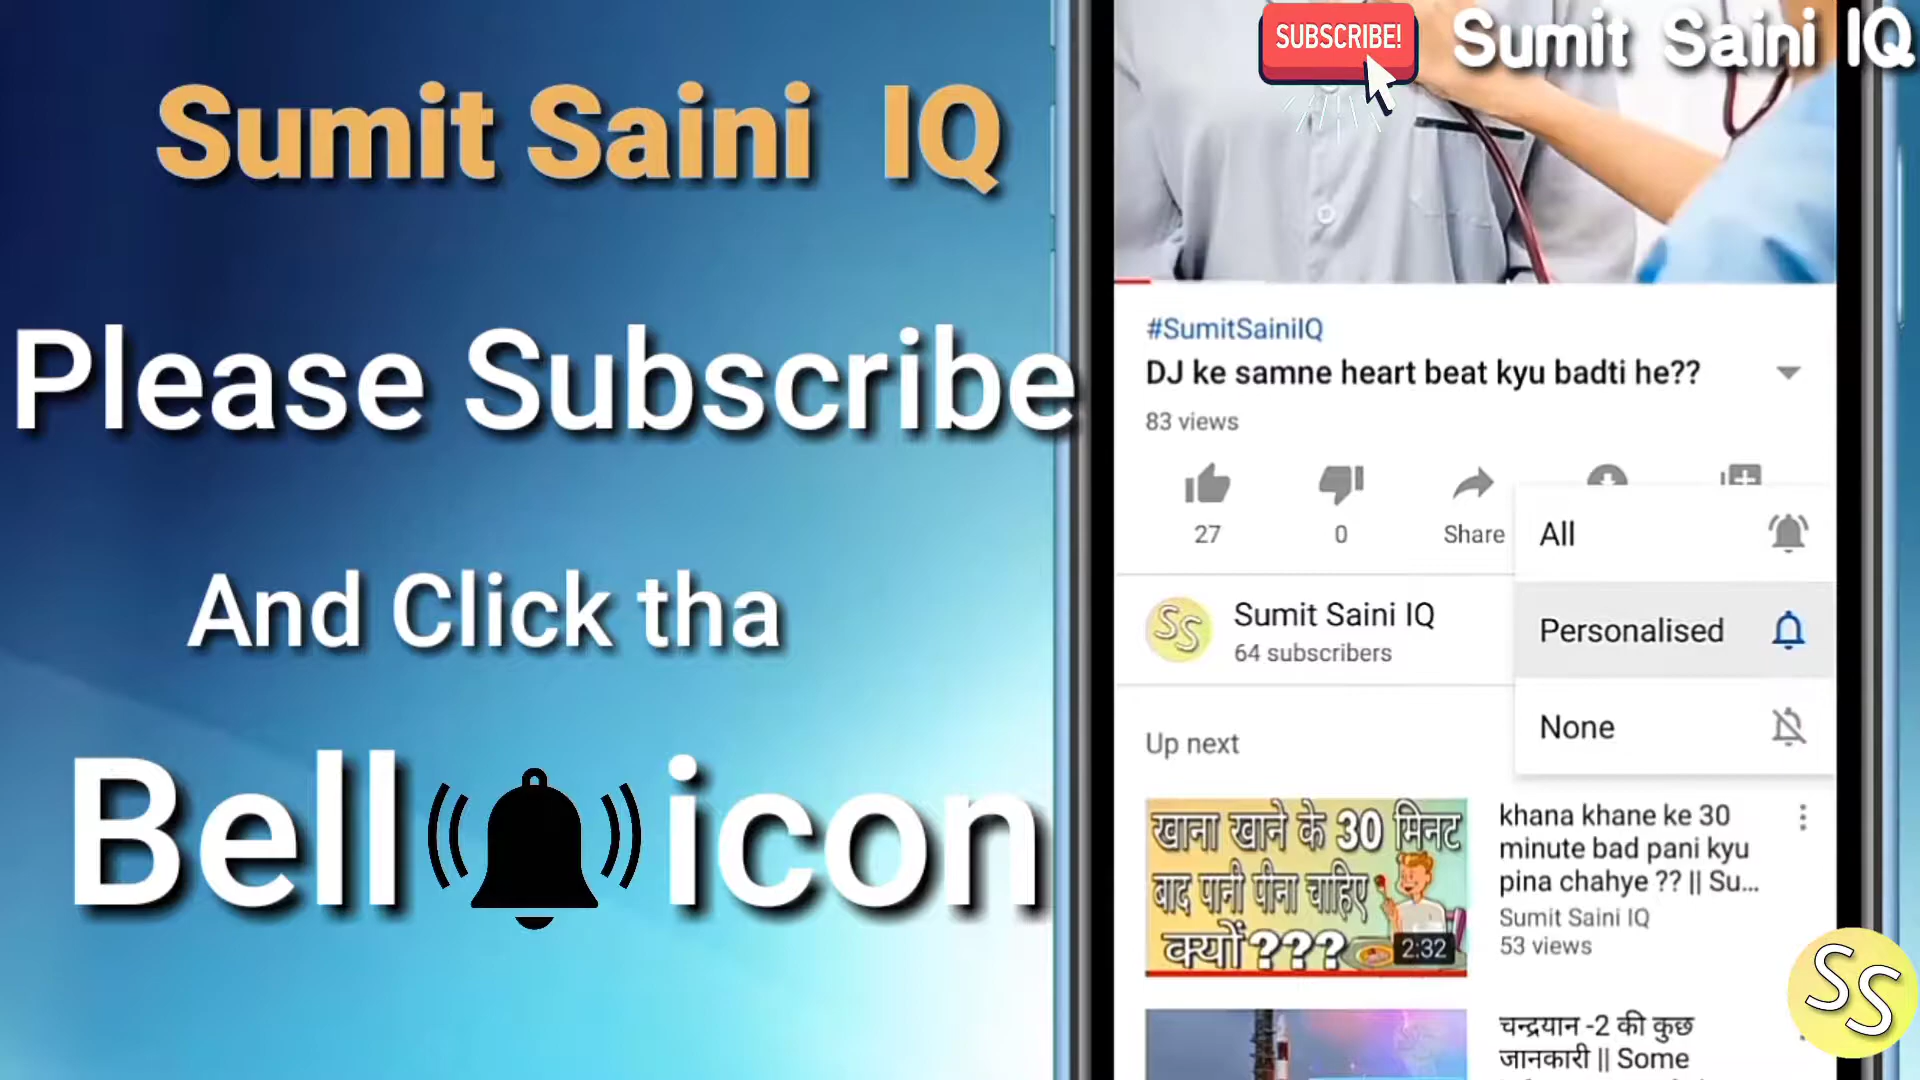 Sumit Saini IQ
Please Subscribe
And Click tha
Bell icon
SUBSCRIBE!
Sumit Saini IQ
#SumitSainiIQ
DJ ke samne heart beat kyu badti he??
83 views
27
0
Share
All
Personalised
None
Sumit Saini IQ
64 subscribers
Up next
खाना खाने के 30 मिनट
बाद पानी पीना चाहिए
क्यों ???
2:32
khana khane ke 30
minute bad pani kyu
pina chahye ?? || Su...
Sumit Saini IQ
53 views
चन्द्रयान -2 की कुछ
जानकारी || Some
SS
SS